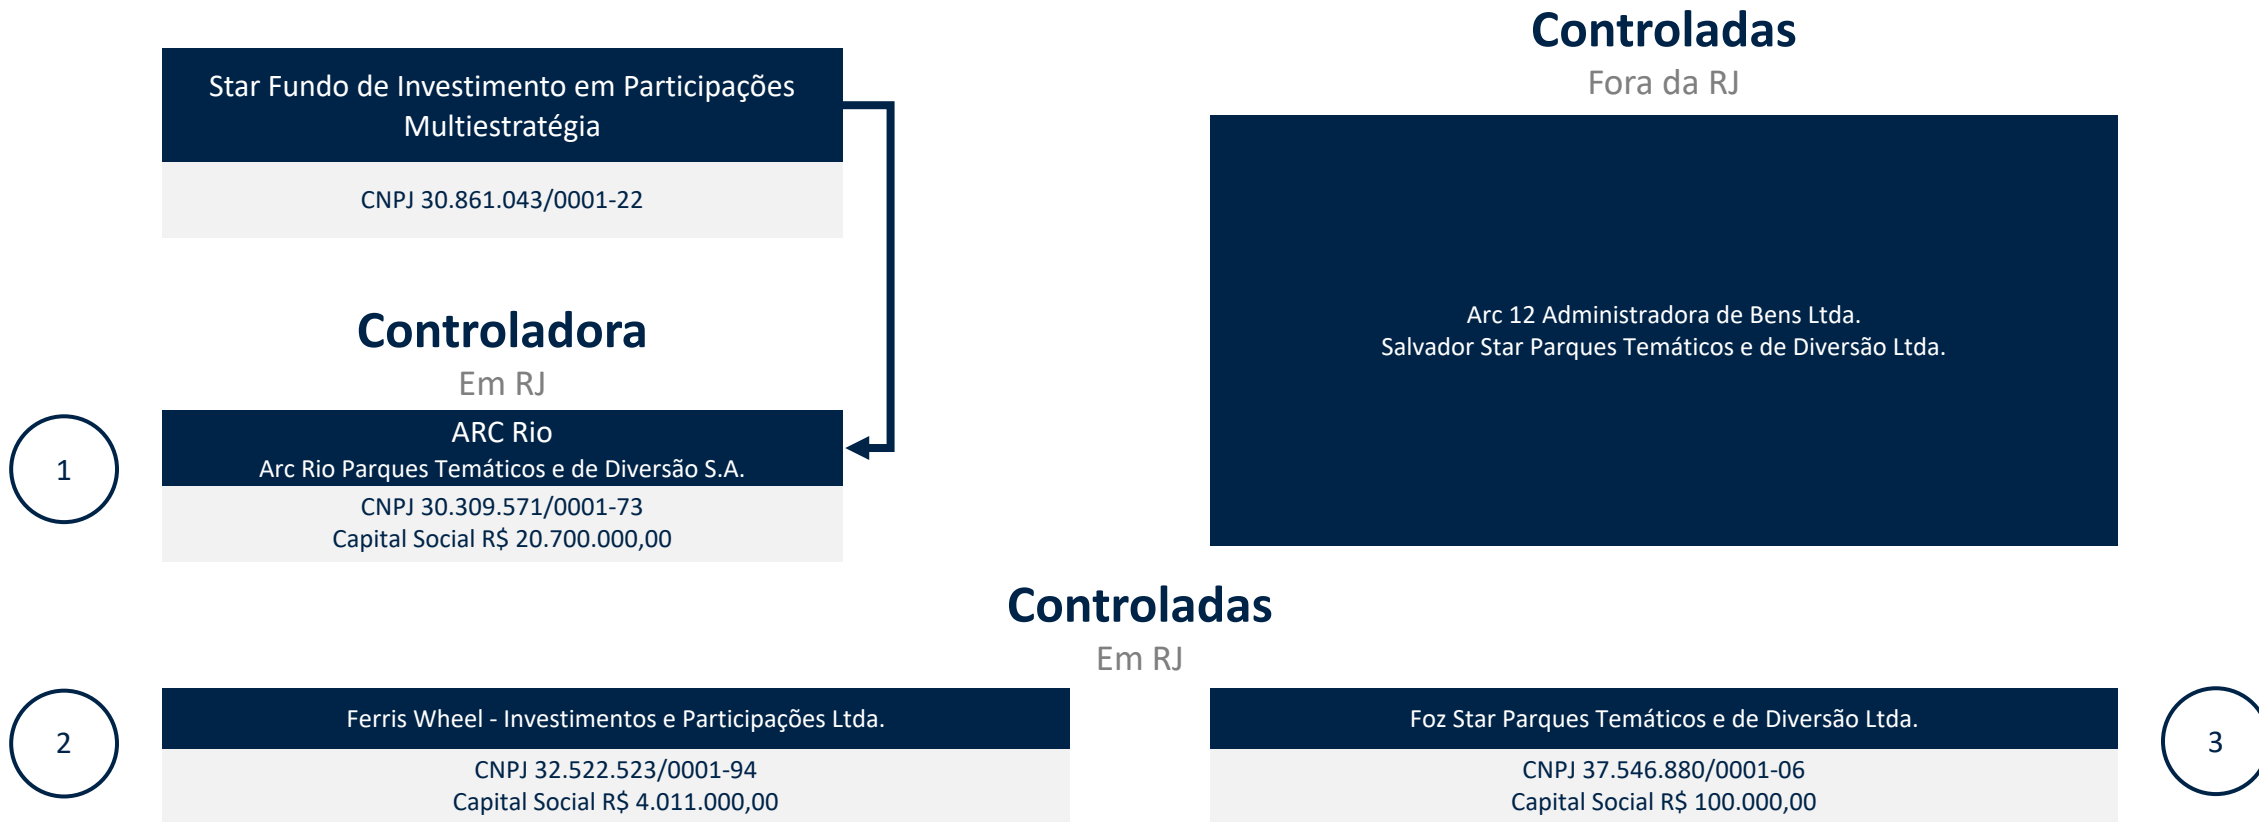 Star Fundo de Investimento em Participações
Multiestratégia
CNPJ 30.861.043/0001-22
Controladora
Em RJ
1
ARC Rio
Arc Rio Parques Temáticos e de Diversão S.A.
CNPJ 30.309.571/0001-73
Capital Social R$ 20.700.000,00
Controladas
Fora da RJ
Arc 12 Administradora de Bens Ltda.
Salvador Star Parques Temáticos e de Diversão Ltda.
Controladas
Em RJ
2
Ferris Wheel - Investimentos e Participações Ltda.
CNPJ 32.522.523/0001-94
Capital Social R$ 4.011.000,00
Foz Star Parques Temáticos e de Diversão Ltda.
CNPJ 37.546.880/0001-06
Capital Social R$ 100.000,00
3